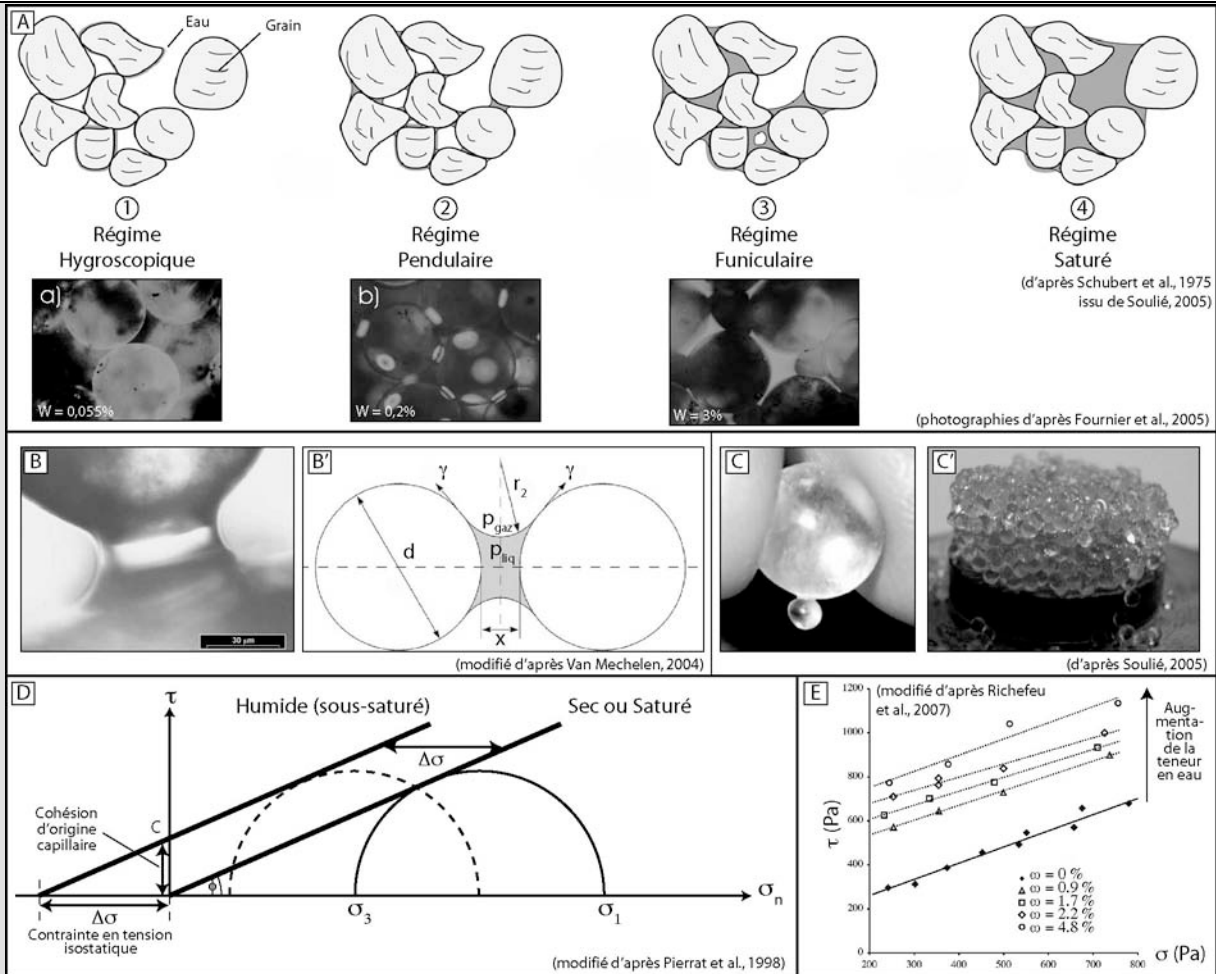 A
Eau
Grain
1
2
3
4
Régime
Hygroscopique
Régime
Pendulaire
Régime
Funiculaire
Régime
Saturé
(d'après Schubert et al., 1975
issu de Soulié, 2005)
a)
W = 0,055%
b)
W = 0,2%
W = 3%
(photographies d'après Fournier et al., 2005)
B
30 µm
B'
γ
r2
γ
pgaz
pliq
d
x
(modifié d'après Van Mechelen, 2004)
C
C'
(d'après Soulié, 2005)
D
τ
Humide (sous-saturé)
Sec ou Saturé
Δσ
Cohésion
d'origine
capillaire
C
ϕ
σn
Δσ
σ3
σ1
Contrainte en tension
isostatique
(modifié d'après Pierrat et al., 1998)
E
(modifié d'après Richefeu
et al., 2007)
Aug-
menta-
tion
de la
teneur
en eau
1200
1000
800
600
400
200
0
τ (Pa)
ω = 0 %
ω = 0.9 %
ω = 1.7 %
ω = 2.2 %
ω = 4.8 %
200 300 400 500 600 700 800
σ (Pa)